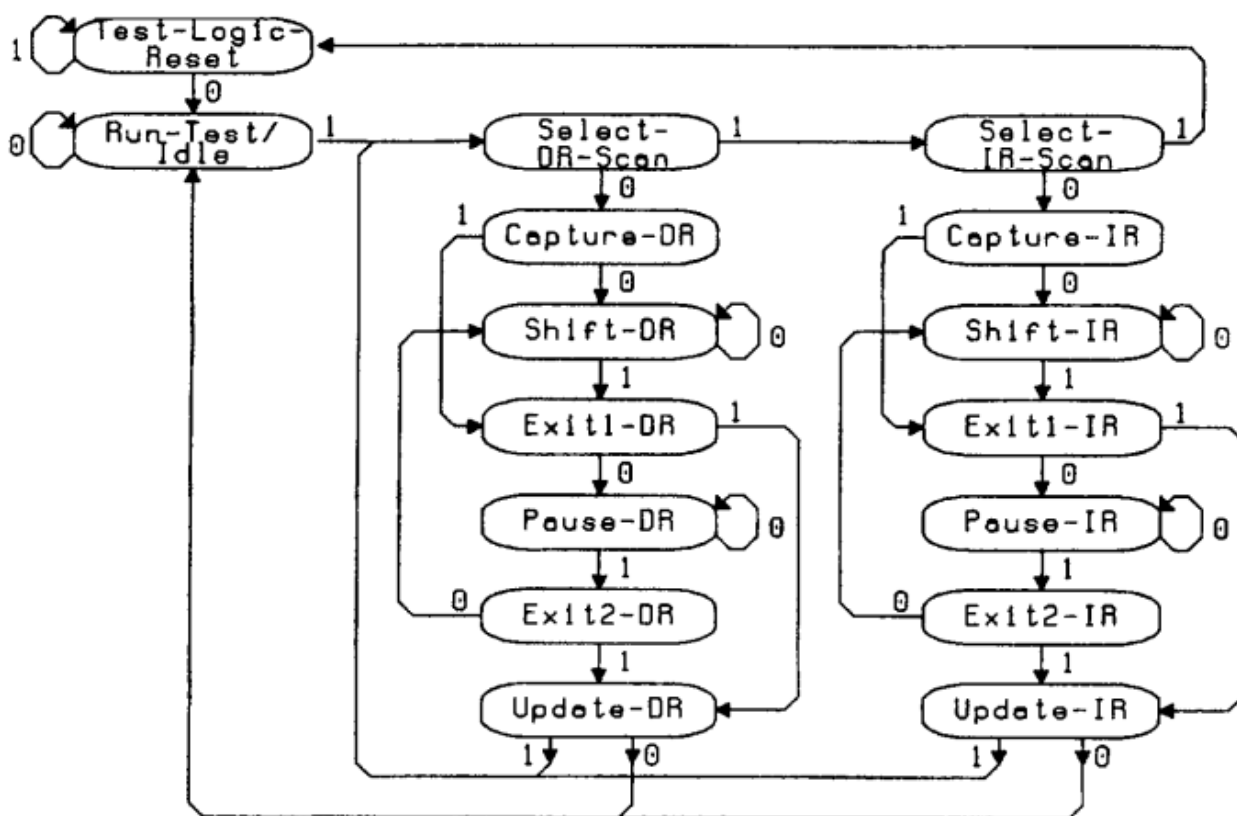 Test-Logic-
Reset
1
0
Run-Test/
Idle
0
1
Select-
DR-Scan
1
Select-
IR-Scan
1
0
0
1
Capture-DR
1
Capture-IR
0
0
Shift-DR
0
Shift-IR
0
1
1
Exit1-DR
1
Exit1-IR
1
0
0
Pause-DR
0
Pause-IR
0
1
1
0
Exit2-DR
0
Exit2-IR
1
1
Update-DR
Update-IR
1
0
1
0